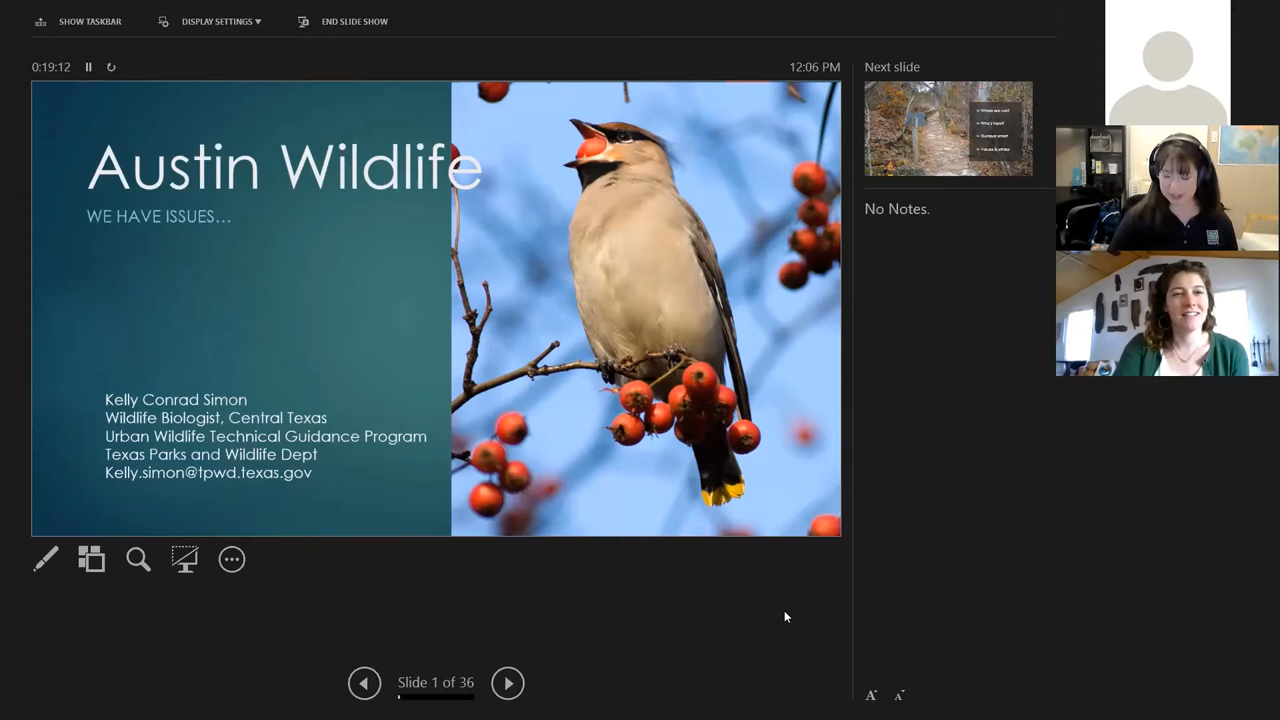 SHOW TASKBAR
DISPLAY SETTINGS ▼
END SLIDE SHOW
0:19:12
12:06 PM
Next slide
Austin Wildlife
WE HAVE ISSUES...
Kelly Conrad Simon
Wildlife Biologist, Central Texas
Urban Wildlife Technical Guidance Program
Texas Parks and Wildlife Dept
Kelly.simon@tpwd.texas.gov
No Notes.
Slide 1 of 36
A
A